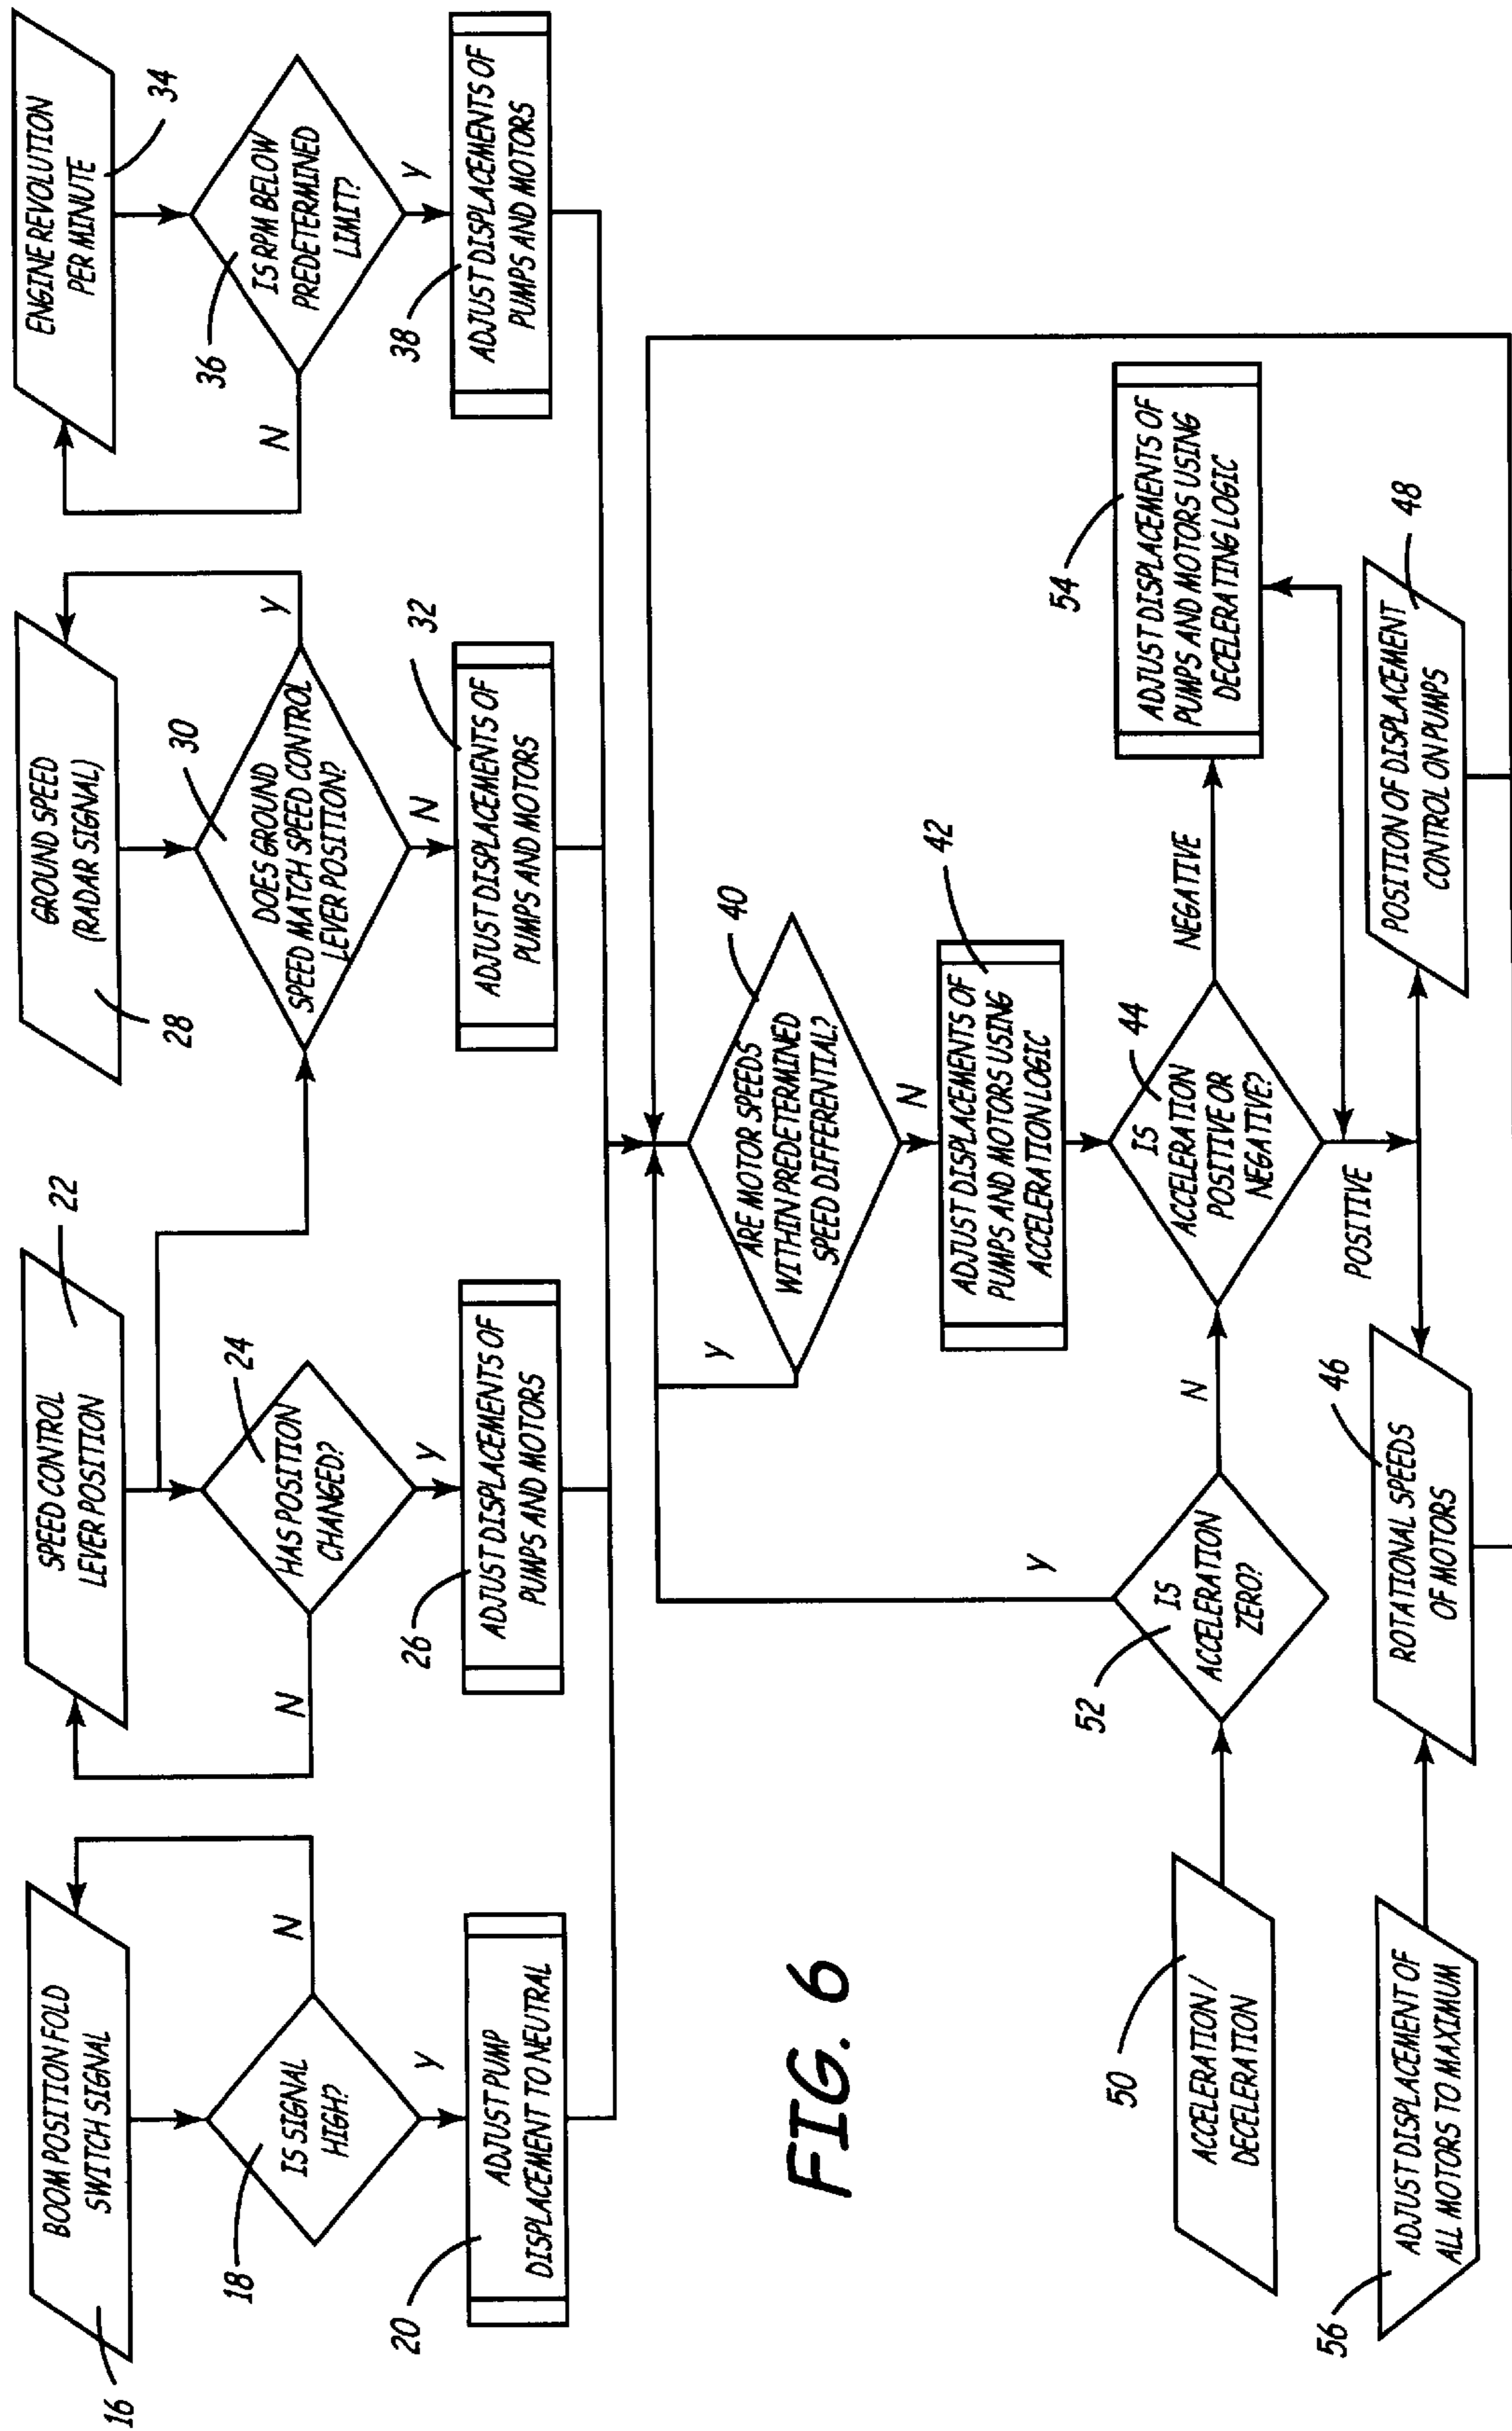 BOOM POSITION FOLD
SWITCH SIGNAL
16
IS SIGNAL
HIGH?
18
N
Y
ADJUST PUMP
DISPLACEMENT TO NEUTRAL
20
SPEED CONTROL
LEVER POSITION
22
HAS POSITION
CHANGED?
24
N
Y
ADJUST DISPLACEMENTS OF
PUMPS AND MOTORS
26
GROUND SPEED
(RADAR SIGNAL)
28
DOES GROUND
SPEED MATCH SPEED CONTROL
LEVER POSITION?
30
Y
N
ADJUST DISPLACEMENTS OF
PUMPS AND MOTORS
32
ENGINE REVOLUTION
PER MINUTE
34
IS RPM BELOW
PREDETERMINED
LIMIT?
36
N
Y
ADJUST DISPLACEMENTS OF
PUMPS AND MOTORS
38
ARE MOTOR SPEEDS
WITHIN PREDETERMINED
SPEED DIFFERENTIAL?
40
Y
N
ADJUST DISPLACEMENTS OF
PUMPS AND MOTORS USING
ACCELERATION LOGIC
42
ACCELERATION /
DECELERATION
50
IS
ACCELERATION
ZERO?
52
Y
N
IS
ACCELERATION
POSITIVE OR
NEGATIVE?
44
NEGATIVE
POSITIVE
ADJUST DISPLACEMENTS OF
PUMPS AND MOTORS USING
DECELERATING LOGIC
54
ADJUST DISPLACEMENT OF
ALL MOTORS TO MAXIMUM
56
ROTATIONAL SPEEDS
OF MOTORS
46
POSITION OF DISPLACEMENT
CONTROL ON PUMPS
48
FIG. 6